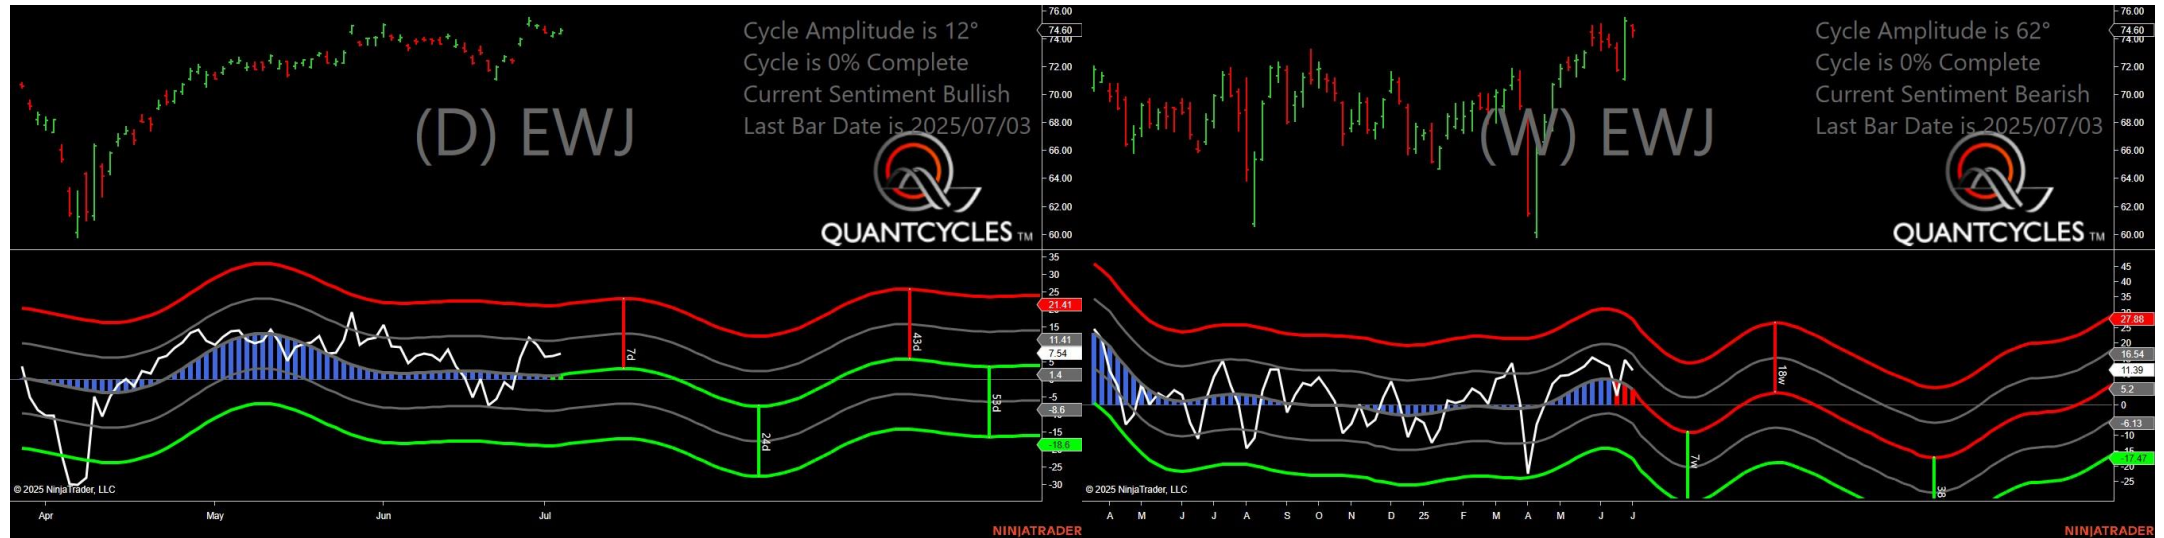 Cycle Amplitude is 12°
Cycle is 0% Complete
Current Sentiment Bullish
Last Bar Date is 2025/07/03
(D) EWJ
QUANTCYCLES TM
76.00
74.60
74.00
72.00
70.00
68.00
66.00
64.00
62.00
60.00
35
30
25
21.41
15
11.41
7.54
5
1.4
-5
-8.6
-15
-18.6
-25
-30
7d
24d
43d
53d
© 2025 NinjaTrader, LLC
Apr May Jun Jul
NINJATRADER
Cycle Amplitude is 62°
Cycle is 0% Complete
Current Sentiment Bearish
Last Bar Date is 2025/07/03
(W) EWJ
QUANTCYCLES TM
76.00
74.60
74.00
72.00
70.00
68.00
66.00
64.00
62.00
60.00
45
40
35
27.88
25
20
16.54
11.39
5.2
0
-6.13
-10
-17.47
-20
-25
7w
18w
38
© 2025 NinjaTrader, LLC
A M J J A S O N D 25 F M A M J J
NINJATRADER